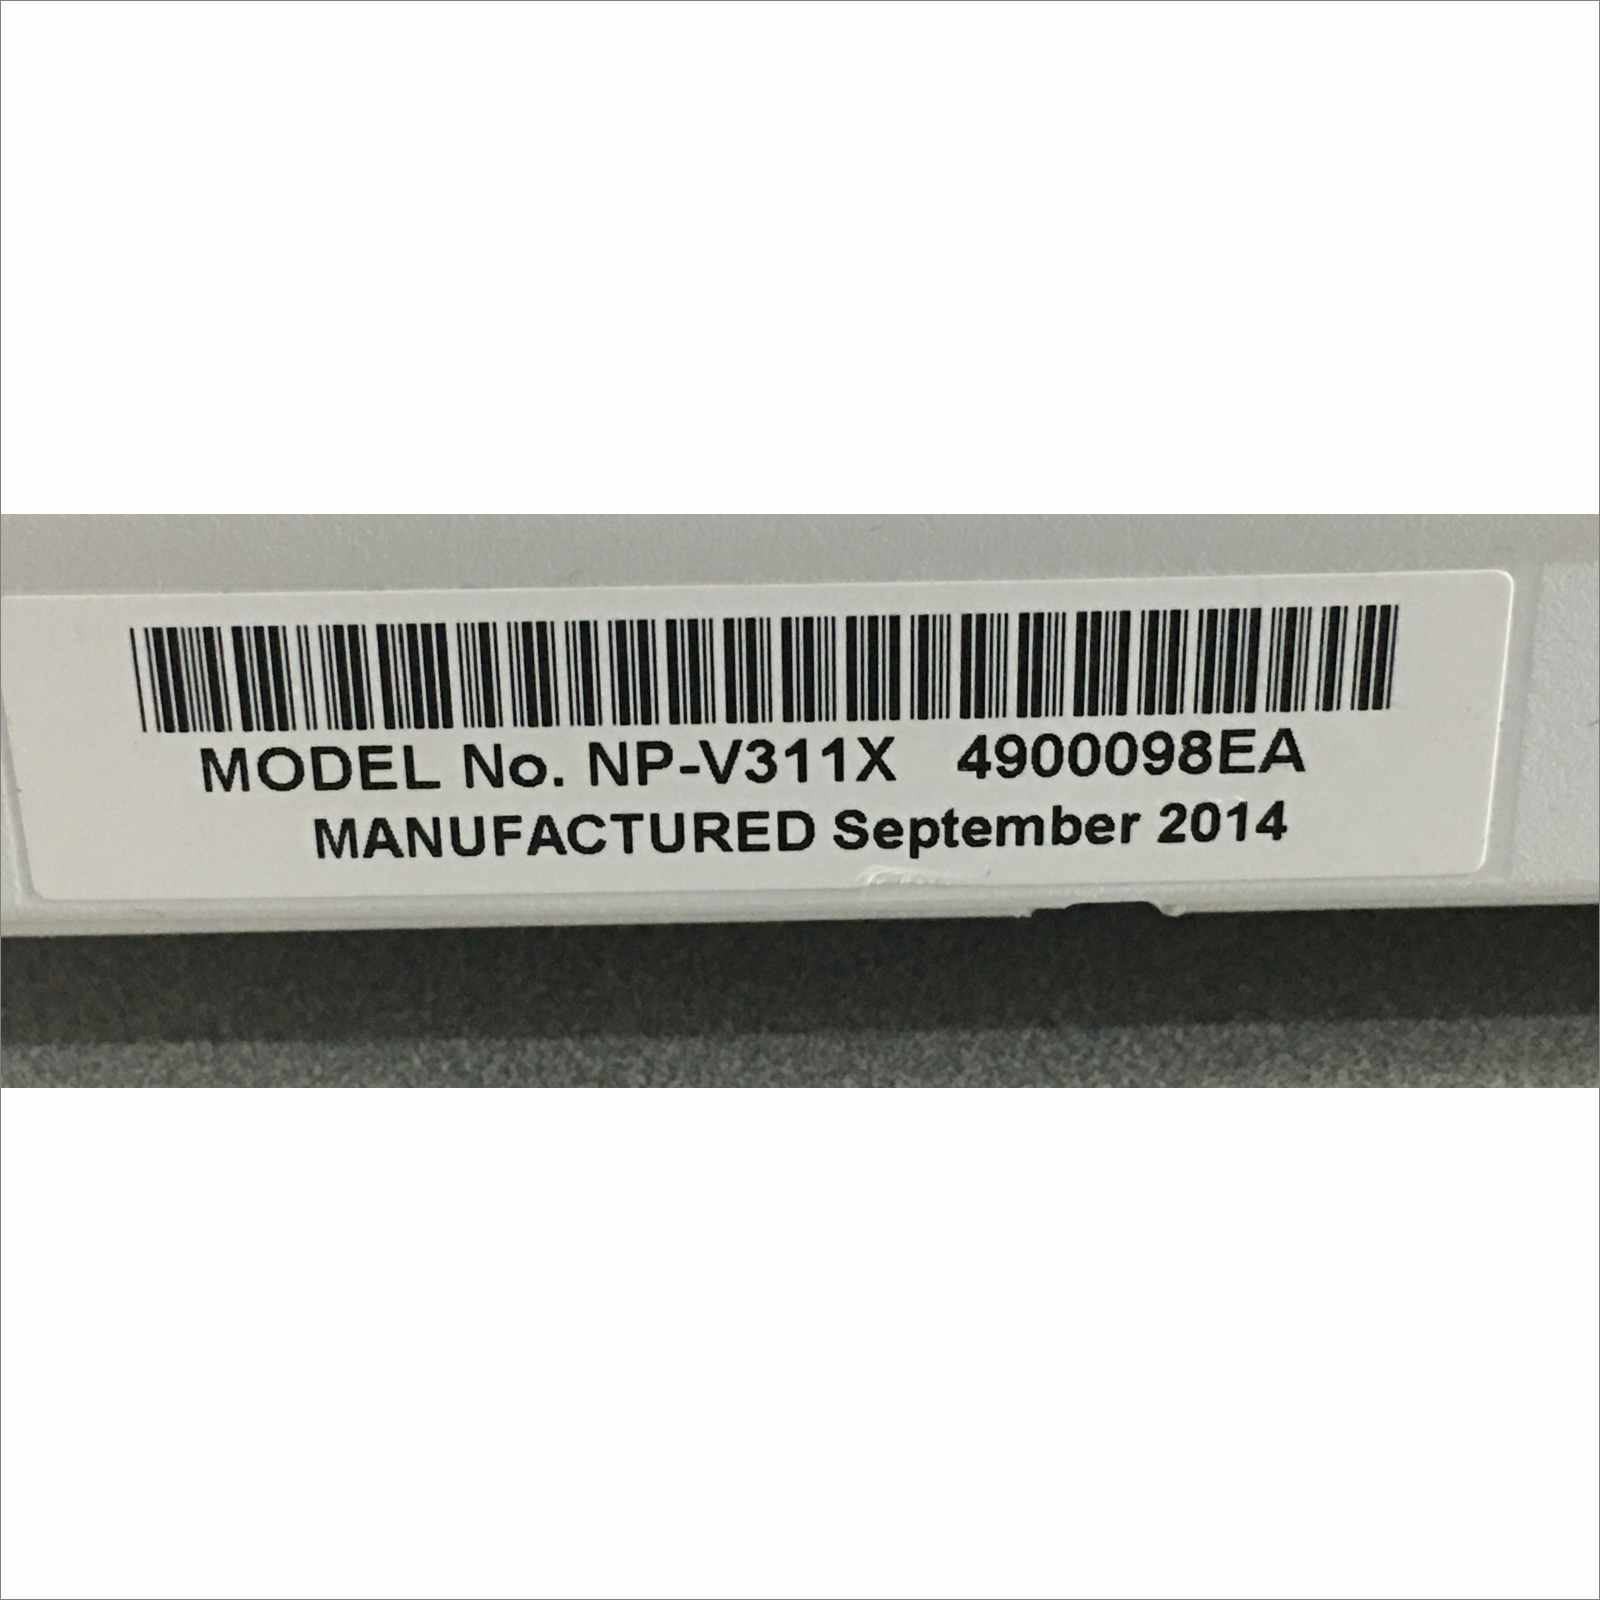 MODEL No. NP-V311X 4900098EA
MANUFACTURED September 2014